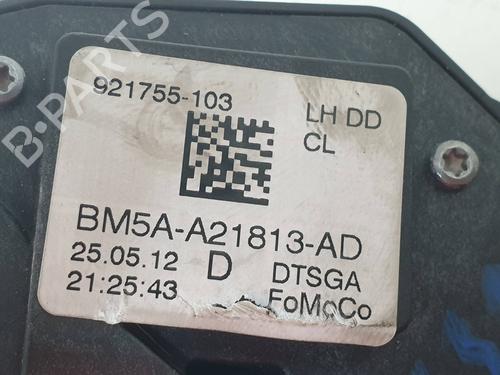 B-PARTS
921755-103
LH DD
CL
BM5A-A21813-AD
25.05.12 D DTSGA
21:25:43 FoMoCo